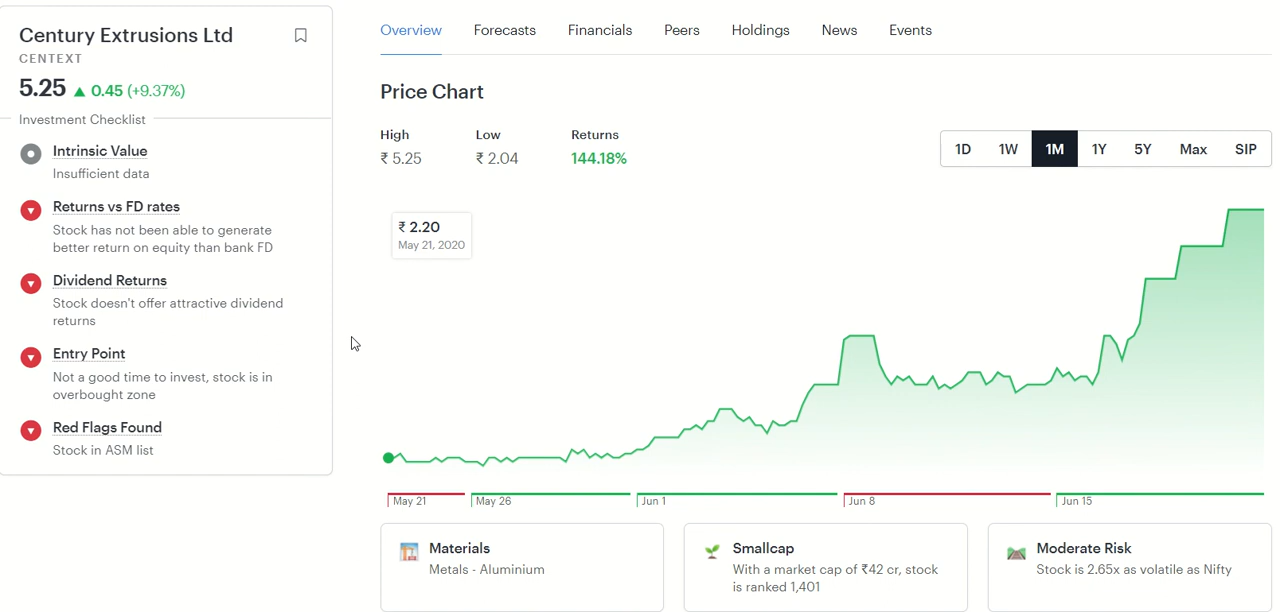 Century Extrusions Ltd
CENTEXT
5.25 ▲ 0.45 (+9.37%)
Investment Checklist
Intrinsic Value
Insufficient data
Returns vs FD rates
Stock has not been able to generate
better return on equity than bank FD
Dividend Returns
Stock doesn't offer attractive dividend
returns
Entry Point
Not a good time to invest, stock is in
overbought zone
Red Flags Found
Stock in ASM list
Overview Forecasts Financials Peers Holdings News Events
Price Chart
High Low Returns
₹ 5.25 ₹ 2.04 144.18%
1D 1W 1M 1Y 5Y Max SIP
₹ 2.20
May 21, 2020
May 21 May 26 Jun 1 Jun 8 Jun 15
Materials
Metals - Aluminium
Smallcap
With a market cap of ₹42 cr, stock
is ranked 1,401
Moderate Risk
Stock is 2.65x as volatile as Nifty